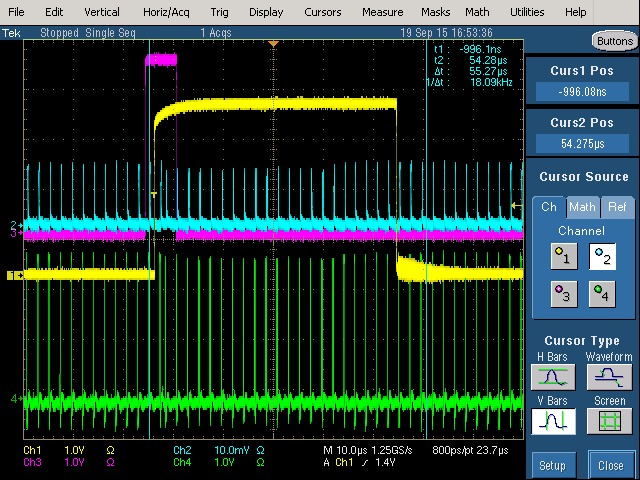 File Edit Vertical Horiz/Acq Trig Display Cursors Measure Masks Math Utilities Help
Tek Stopped Single Seq 1 Acqs 19 Sep 15 16:53:36
Buttons
t1 : -996.1ns
t2 : 54.28µs
Δt : 55.27µs
1/Δt : 18.09kHz
Curs1 Pos
-996.08ns
Curs2 Pos
54.275µs
Cursor Source
Ch Math Ref
Channel
1 2
3 4
Cursor Type
H Bars Waveform
V Bars Screen
Setup Close
T
2
3
1
4
Ch1 1.0V Ω Ch2 10.0mV Ω M 10.0µs 1.25GS/s 800ps/pt 23.7µs
Ch3 1.0V Ω Ch4 1.0V Ω A Ch1 / 1.4V